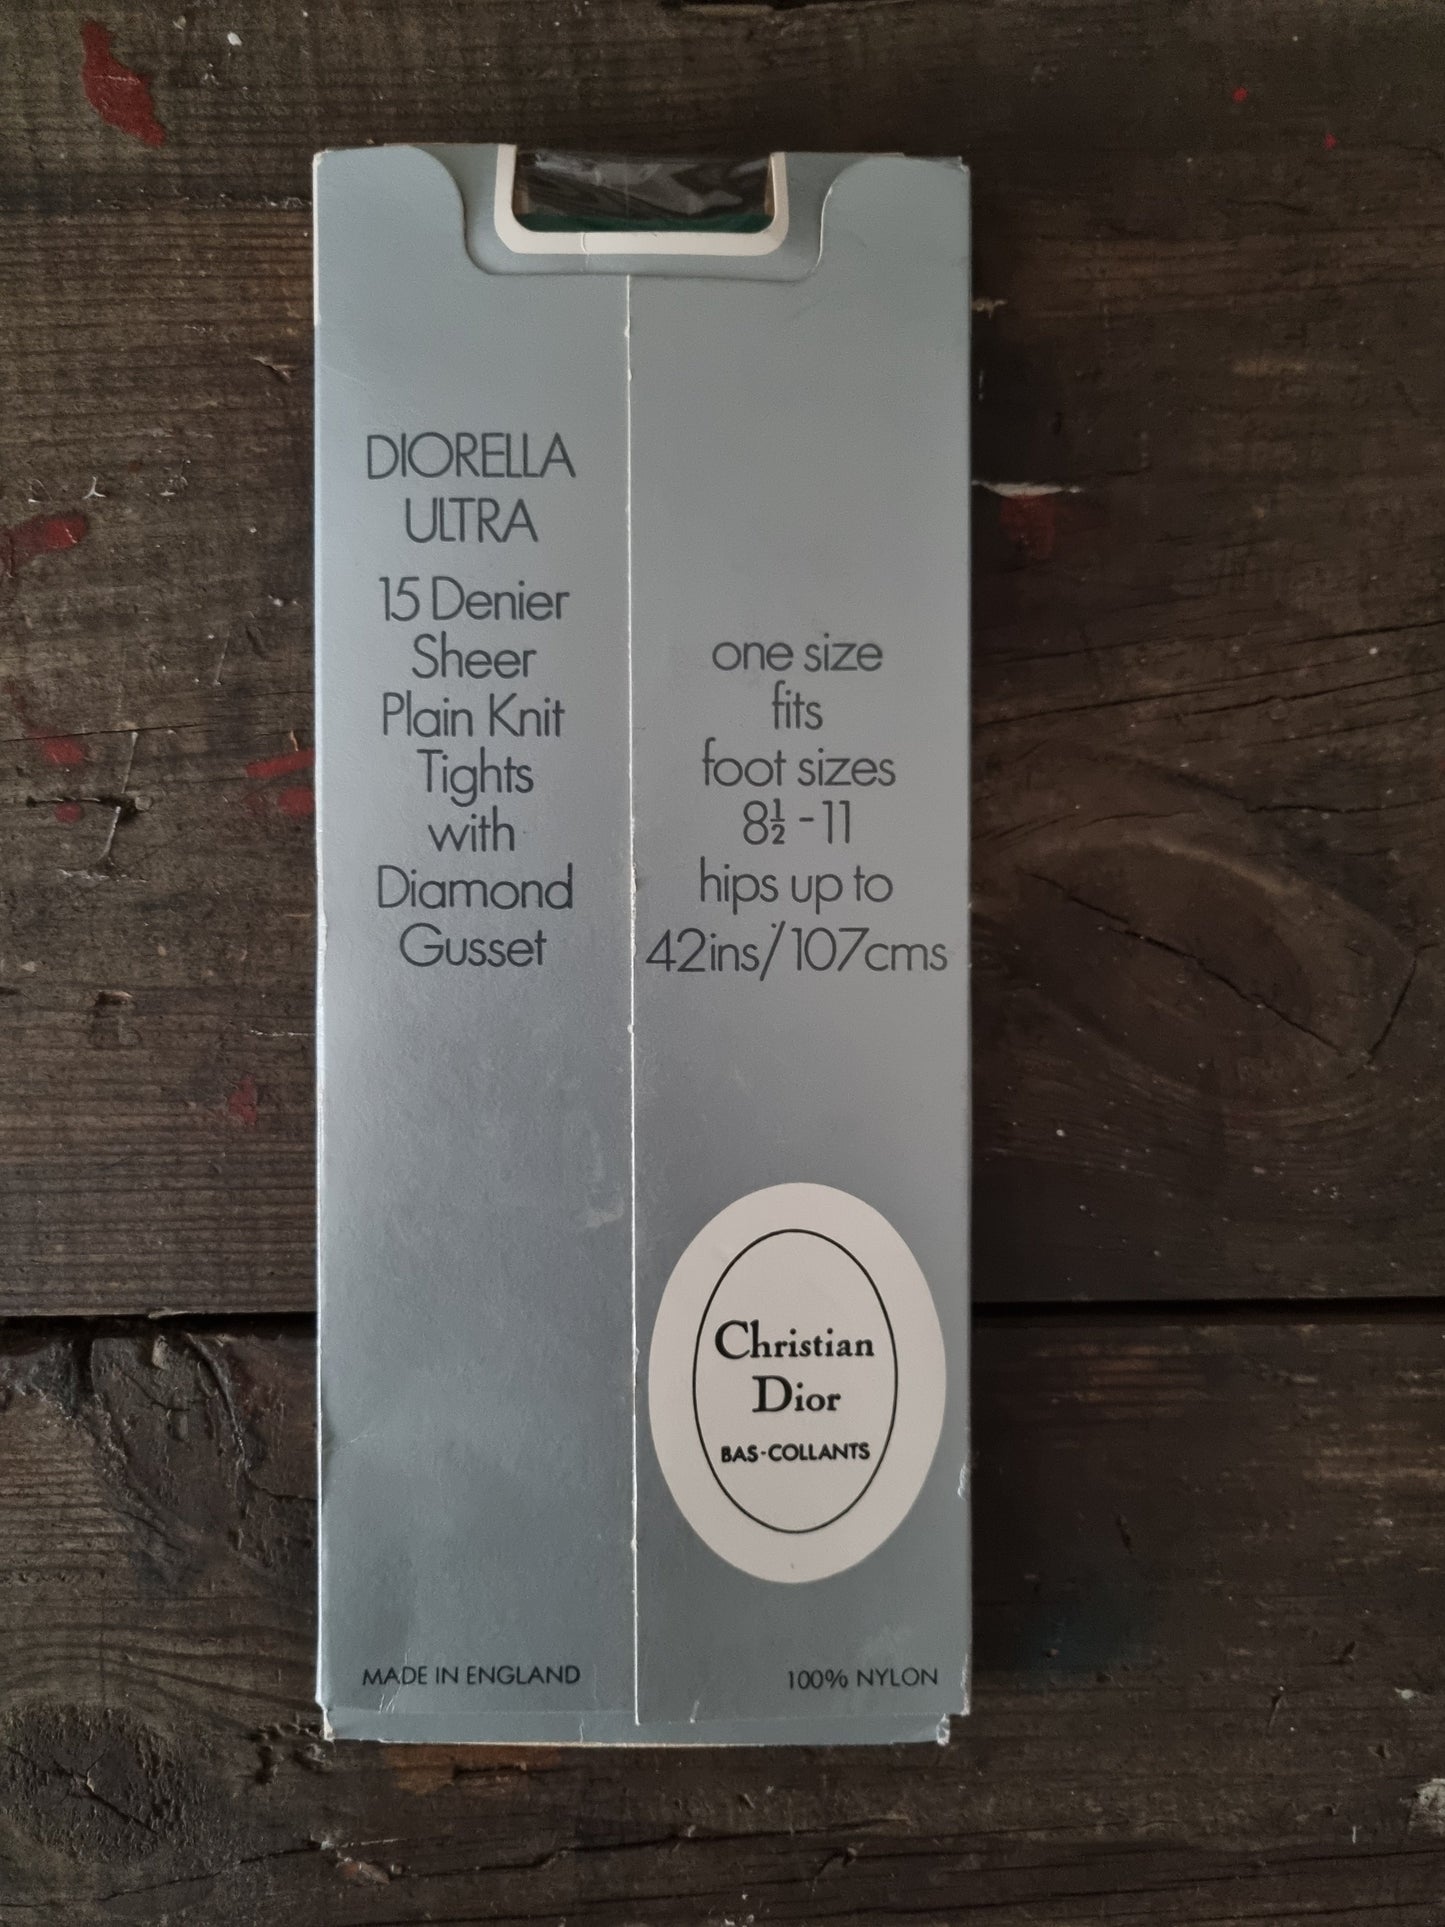 DIORELLA
ULTRA
15 Denier
Sheer
Plain Knit
Tights
with
Diamond
Gusset
MADE IN ENGLAND
one size
fits
foot sizes
8½ - 11
hips up to
42ins/107cms
Christian
Dior
BAS-COLLANTS
100% NYLON